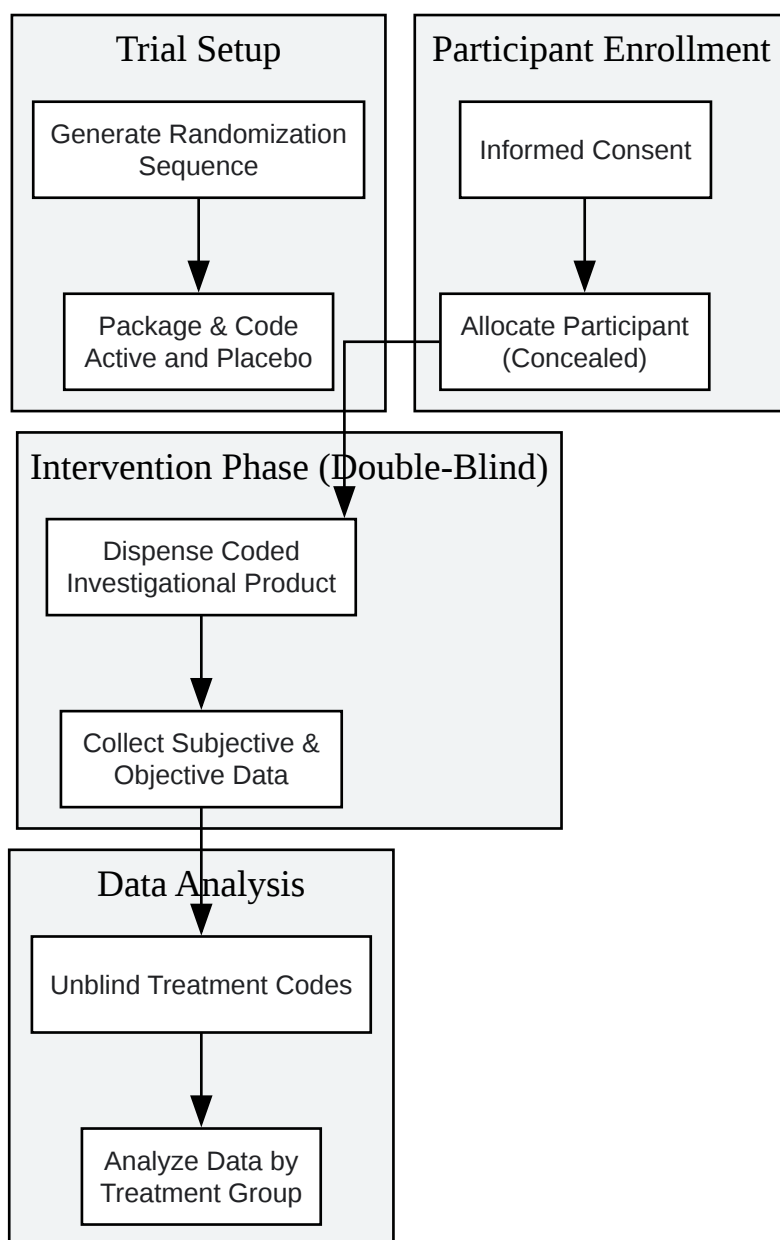 Trial Setup
Generate Randomization
Sequence
Package & Code
Active and Placebo
Participant Enrollment
Informed Consent
Allocate Participant
(Concealed)
Intervention Phase (Double-Blind)
Dispense Coded
Investigational Product
Collect Subjective &
Objective Data
Data Analysis
Unblind Treatment Codes
Analyze Data by
Treatment Group